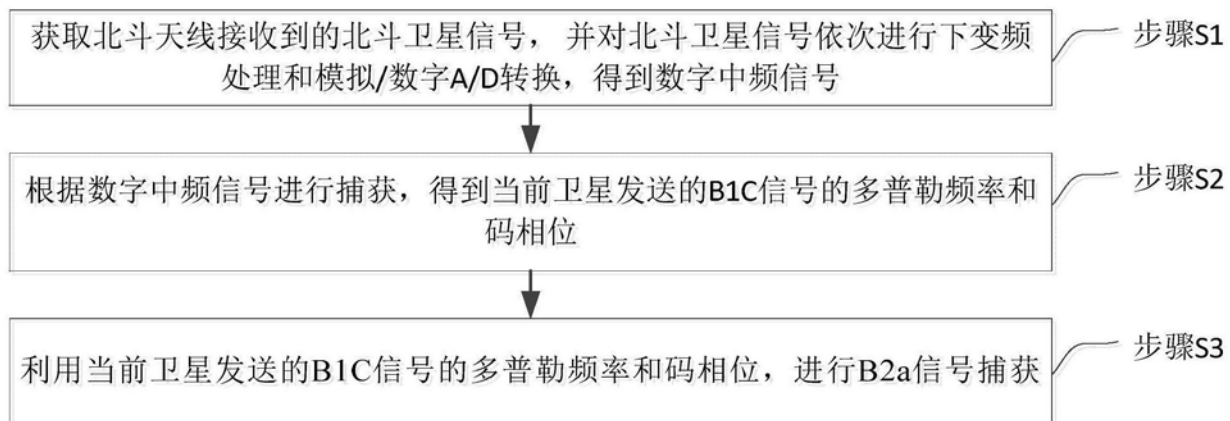 获取北斗天线接收到的北斗卫星信号， 并对北斗卫星信号依次进行下变频
处理和模拟/数字A/D转换，得到数字中频信号
步骤S1
根据数字中频信号进行捕获，得到当前卫星发送的B1C信号的多普勒频率和
码相位
步骤S2
利用当前卫星发送的B1C信号的多普勒频率和码相位，进行B2a信号捕获
步骤S3